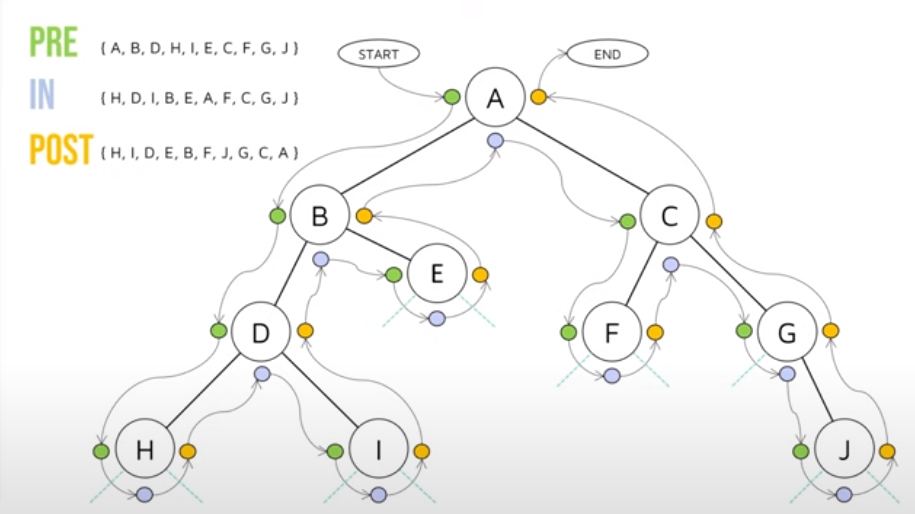 PRE { A, B, D, H, I, E, C, F, G, J }
START
END
IN { H, D, I, B, E, A, F, C, G, J }
POST { H, I, D, E, B, F, J, G, C, A }
A
B
C
E
D
F
G
H
I
J